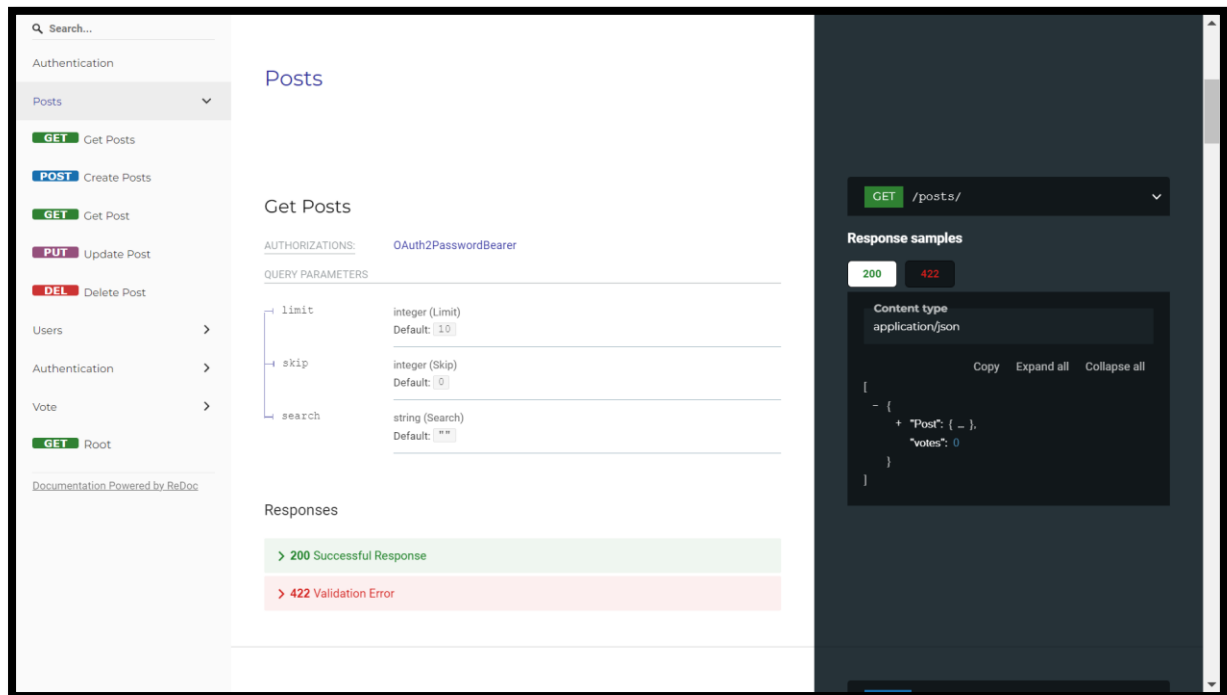 Search...
Authentication
Posts
GET Get Posts
POST Create Posts
GET Get Post
PUT Update Post
DEL Delete Post
Users
Authentication
Vote
GET Root
Documentation Powered by ReDoc
Posts
Get Posts
AUTHORIZATIONS: OAuth2PasswordBearer
QUERY PARAMETERS
limit integer (Limit)
Default: 10
skip integer (Skip)
Default: 0
search string (Search)
Default: ""
Responses
200 Successful Response
422 Validation Error
GET /posts/
Response samples
200 422
Content type
application/json
Copy Expand all Collapse all
[
- {
+ "Post": { … },
"votes": 0
}
]